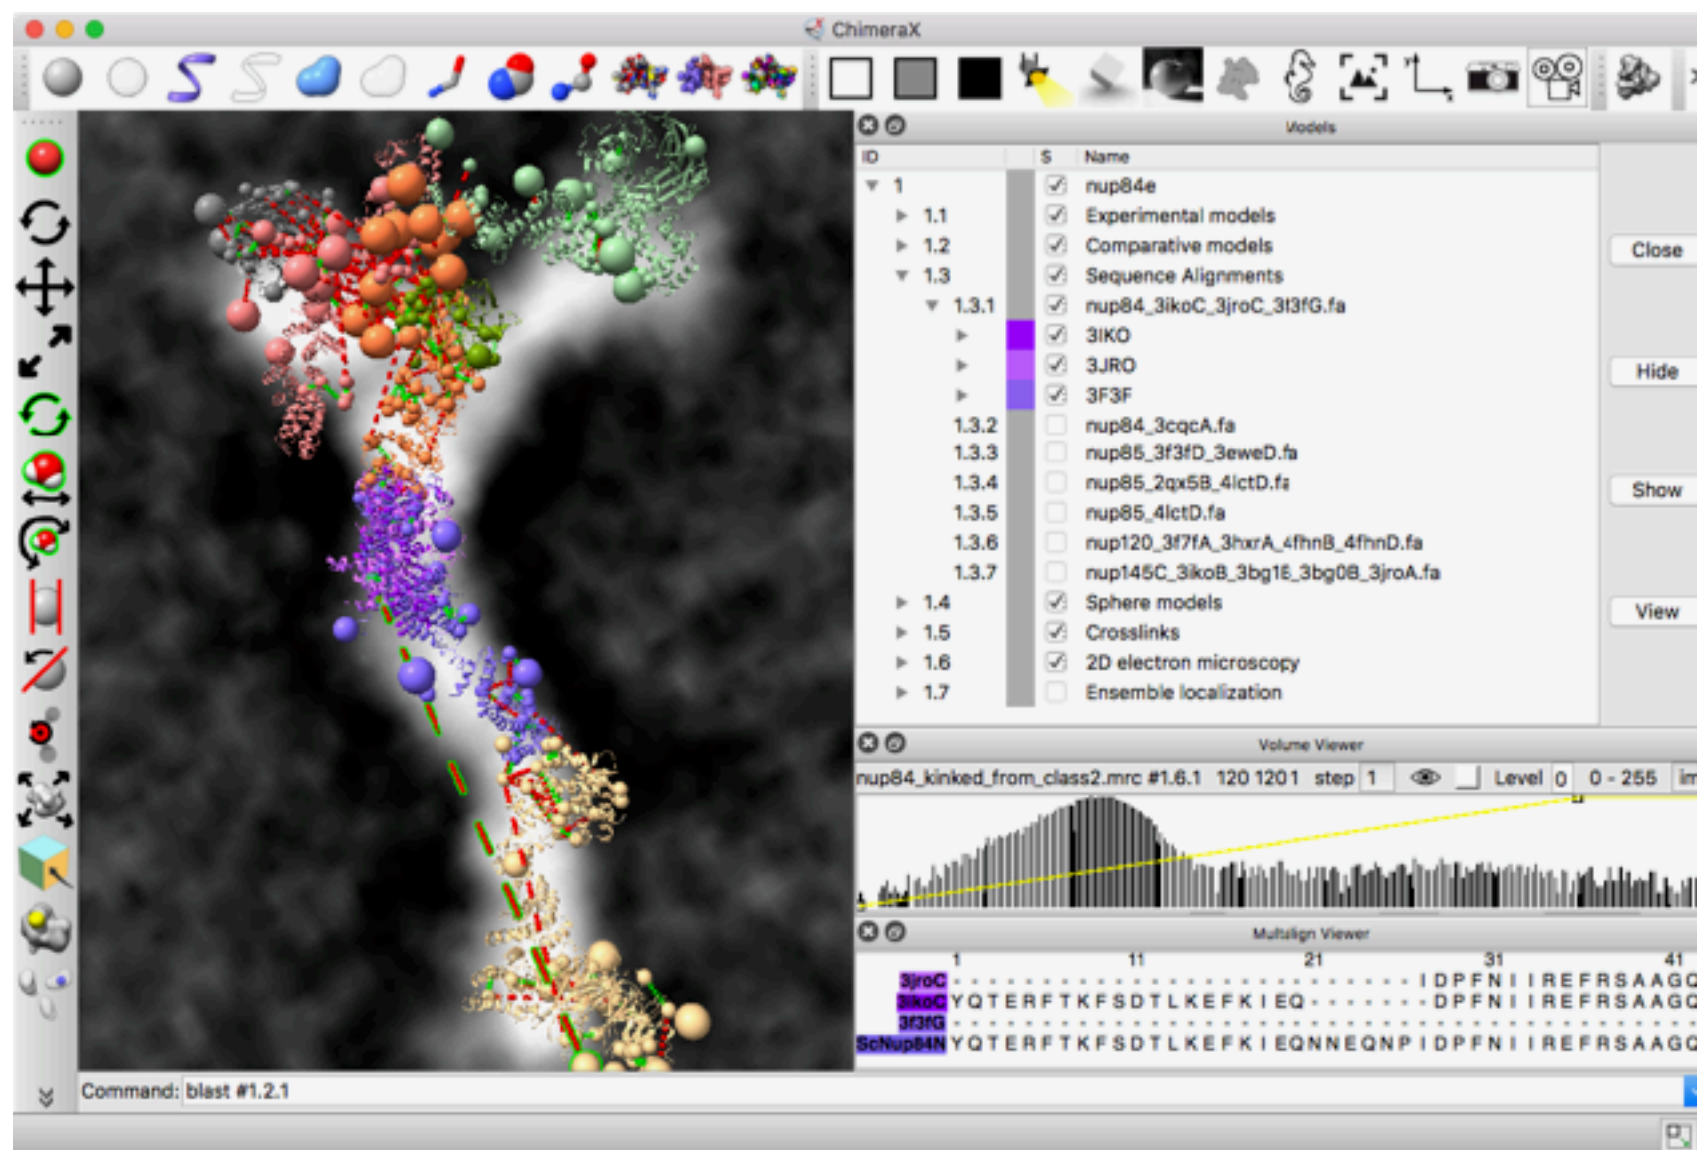 ChimeraX
Models
ID S Name
1 nup84e
1.1 Experimental models
1.2 Comparative models
1.3 Sequence Alignments
1.3.1 nup84_3ikoC_3jroC_3f3fG.fa
3IKO
3JRO
3F3F
1.3.2 nup84_3cqcA.fa
1.3.3 nup85_3f3fD_3eweD.fa
1.3.4 nup85_2qx5B_4lctD.fa
1.3.5 nup85_4lctD.fa
1.3.6 nup120_3f7fA_3hxrA_4fhnB_4fhnD.fa
1.3.7 nup145C_3ikoB_3bg1B_3bg0B_3jroA.fa
1.4 Sphere models
1.5 Crosslinks
1.6 2D electron microscopy
1.7 Ensemble localization
Close
Hide
Show
View
Volume Viewer
nup84_kinked_from_class2.mrc #1.6.1 120 120 1 step 1 Level 0 0 - 255 im
Multalign Viewer
1 11 21 31 41
3jroC - - - - - - - - - - - - - - - - - - - - - - - - - - I D P F N I I R E F R S A A G Q
3ikoC Y Q T E R F T K F S D T L K E F K I E Q - - - - - - - D P F N I I R E F R S A A G Q
3f3fG - - - - - - - - - - - - - - - - - - - - - - - - - - - - - - - - - - - - - - - - - -
ScNup84N Y Q T E R F T K F S D T L K E F K I E Q N N E Q N P I D P F N I I R E F R S A A G Q
Command: blast #1.2.1